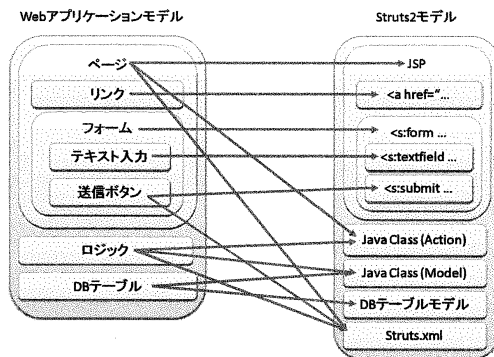 Webアプリケーションモデル
ページ
リンク
フォーム
テキスト入力
送信ボタン
ロジック
DBテーブル
Struts2モデル
JSP
<a href="...
<s:form ...
<s:textfield ...
<s:submit ...
Java Class (Action)
Java Class (Model)
DBテーブルモデル
Struts.xml